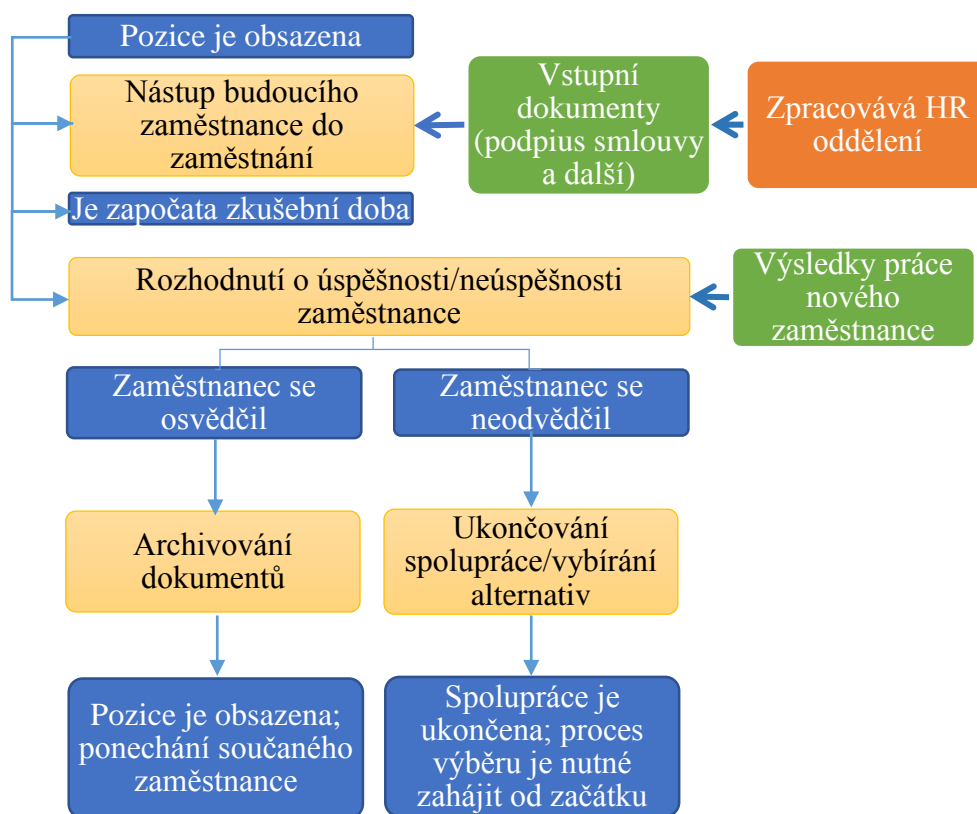 Pozice je obsazena
Nástup budoucího
zaměstnance do
zaměstnání
Vstupní
dokumenty
(podpius smlouvy
a další)
Zpracovává HR
oddělení
Je započata zkušební doba
Rozhodnutí o úspěšnosti/neúspěšnosti
zaměstnance
Výsledky práce
nového
zaměstnance
Zaměstnanec se
osvědčil
Zaměstnanec se
neodvědčil
Archivování
dokumentů
Ukončování
spolupráce/vybírání
alternativ
Pozice je obsazena;
ponechání součaného
zaměstnance
Spolupráce je
ukončena; proces
výběru je nutné
zahájit od začátku